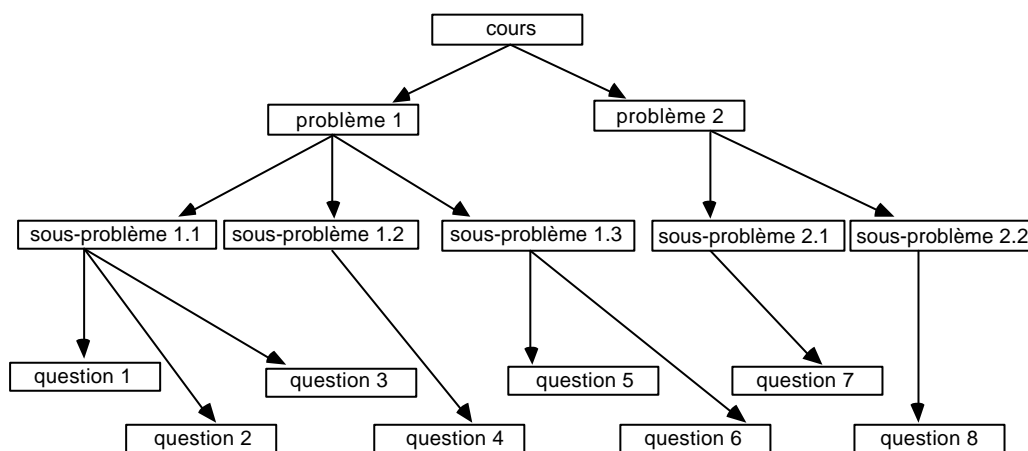 cours
problème 1
problème 2
sous-problème 1.1
sous-problème 1.2
sous-problème 1.3
sous-problème 2.1
sous-problème 2.2
question 1
question 3
question 5
question 7
question 2
question 4
question 6
question 8